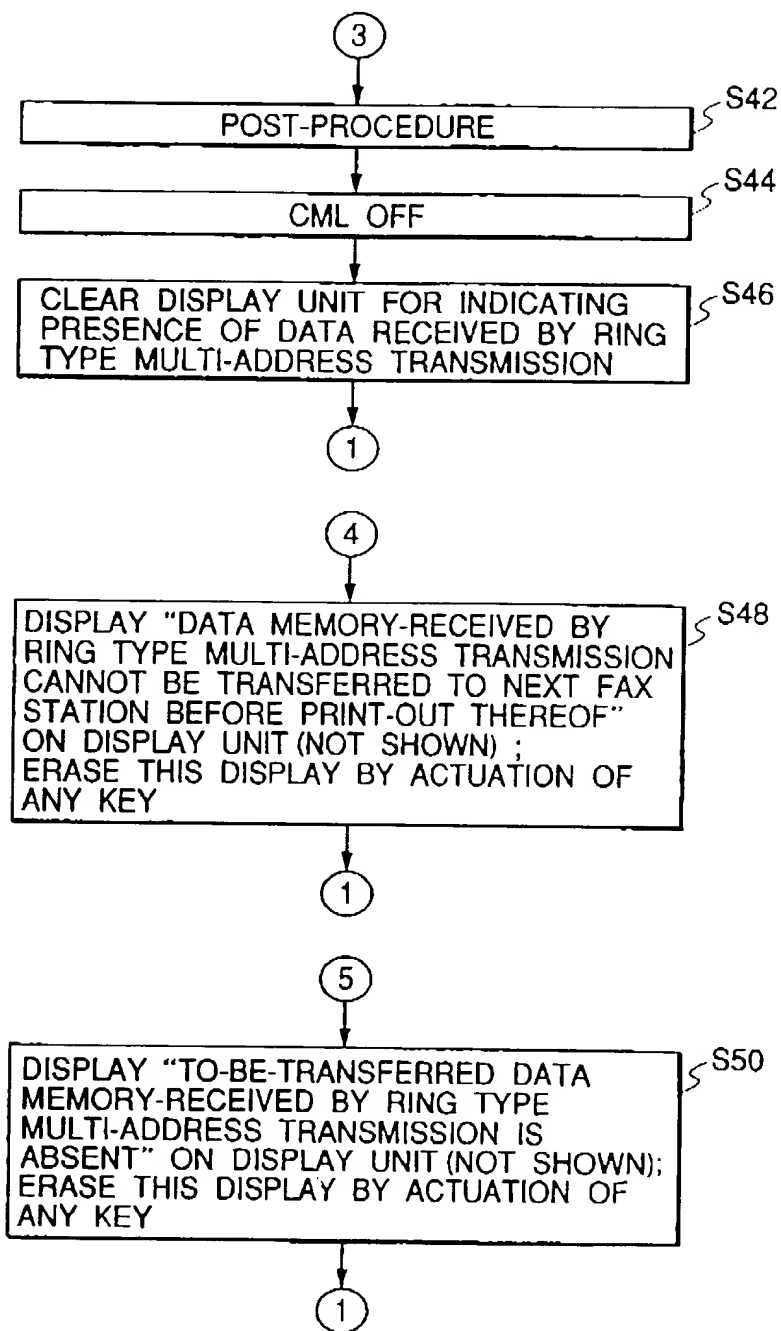 3
POST-PROCEDURE
S42
CML OFF
S44
CLEAR DISPLAY UNIT FOR INDICATING
PRESENCE OF DATA RECEIVED BY RING
TYPE MULTI-ADDRESS TRANSMISSION
S46
1
4
DISPLAY “DATA MEMORY-RECEIVED BY
RING TYPE MULTI-ADDRESS TRANSMISSION
CANNOT BE TRANSFERRED TO NEXT FAX
STATION BEFORE PRINT-OUT THEREOF”
ON DISPLAY UNIT (NOT SHOWN) ;
ERASE THIS DISPLAY BY ACTUATION OF
ANY KEY
S48
1
5
DISPLAY “TO-BE-TRANSFERRED DATA
MEMORY-RECEIVED BY RING TYPE
MULTI-ADDRESS TRANSMISSION IS
ABSENT” ON DISPLAY UNIT (NOT SHOWN);
ERASE THIS DISPLAY BY ACTUATION OF
ANY KEY
S50
1